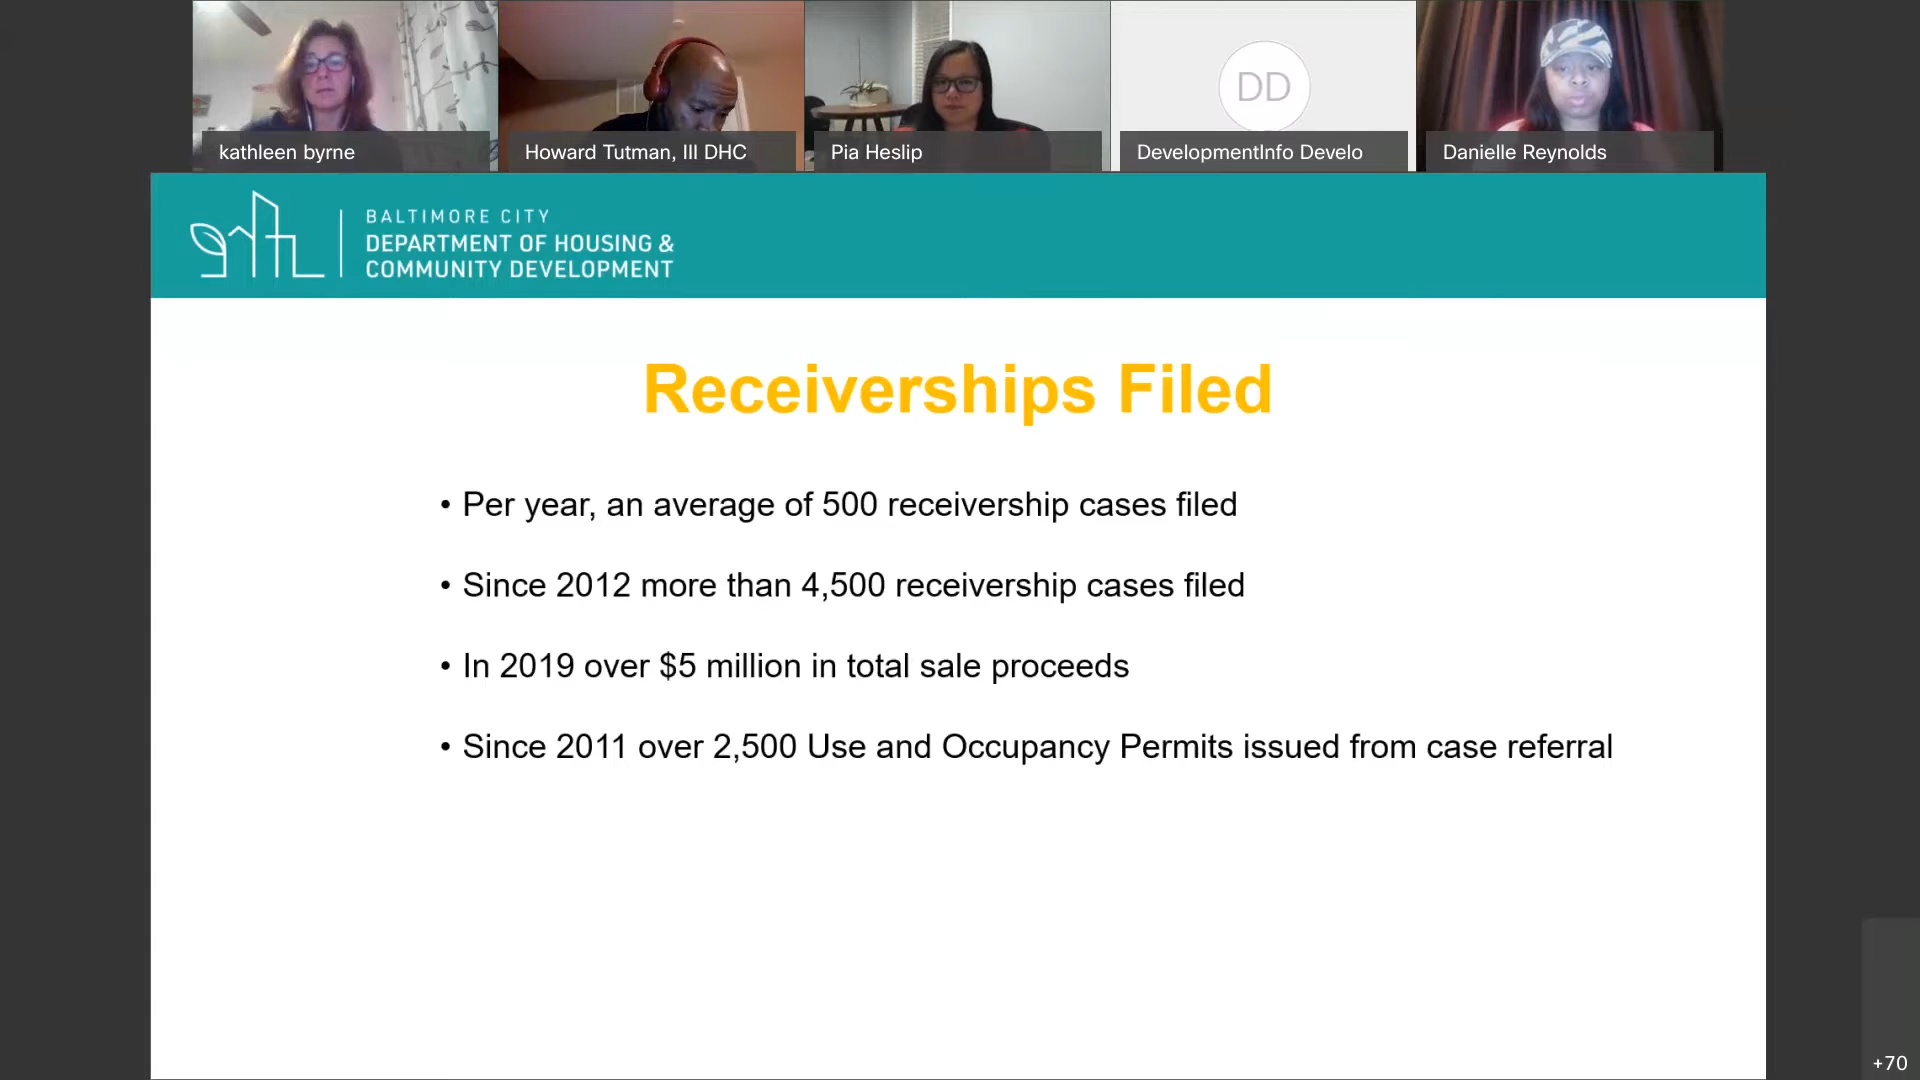 kathleen byrne
Howard Tutman, III DHC
Pia Heslip
DD
DevelopmentInfo Develo
Danielle Reynolds
BALTIMORE CITY
DEPARTMENT OF HOUSING &
COMMUNITY DEVELOPMENT
Receiverships Filed
• Per year, an average of 500 receivership cases filed
• Since 2012 more than 4,500 receivership cases filed
• In 2019 over $5 million in total sale proceeds
• Since 2011 over 2,500 Use and Occupancy Permits issued from case referral
+70